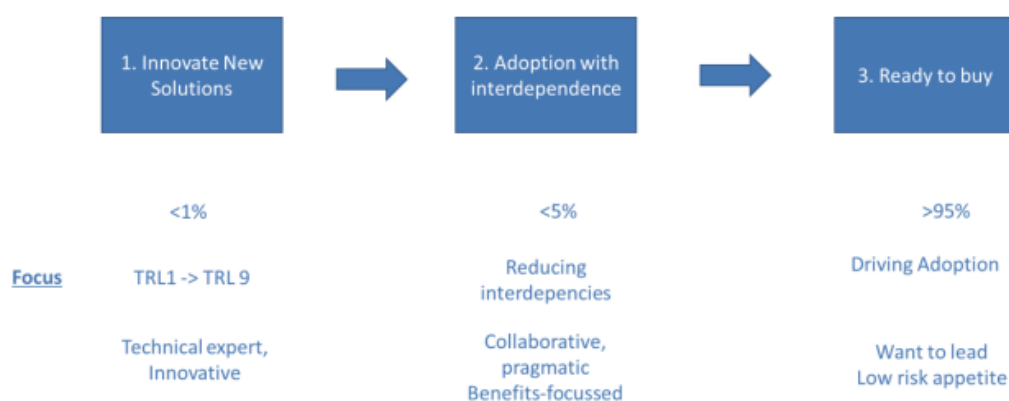 1. Innovate New
Solutions
2. Adoption with
interdependence
3. Ready to buy
<1%
<5%
>95%
Focus
TRL1 -> TRL 9
Reducing
interdepencies
Driving Adoption
Technical expert,
Innovative
Collaborative,
pragmatic
Benefits-focussed
Want to lead
Low risk appetite